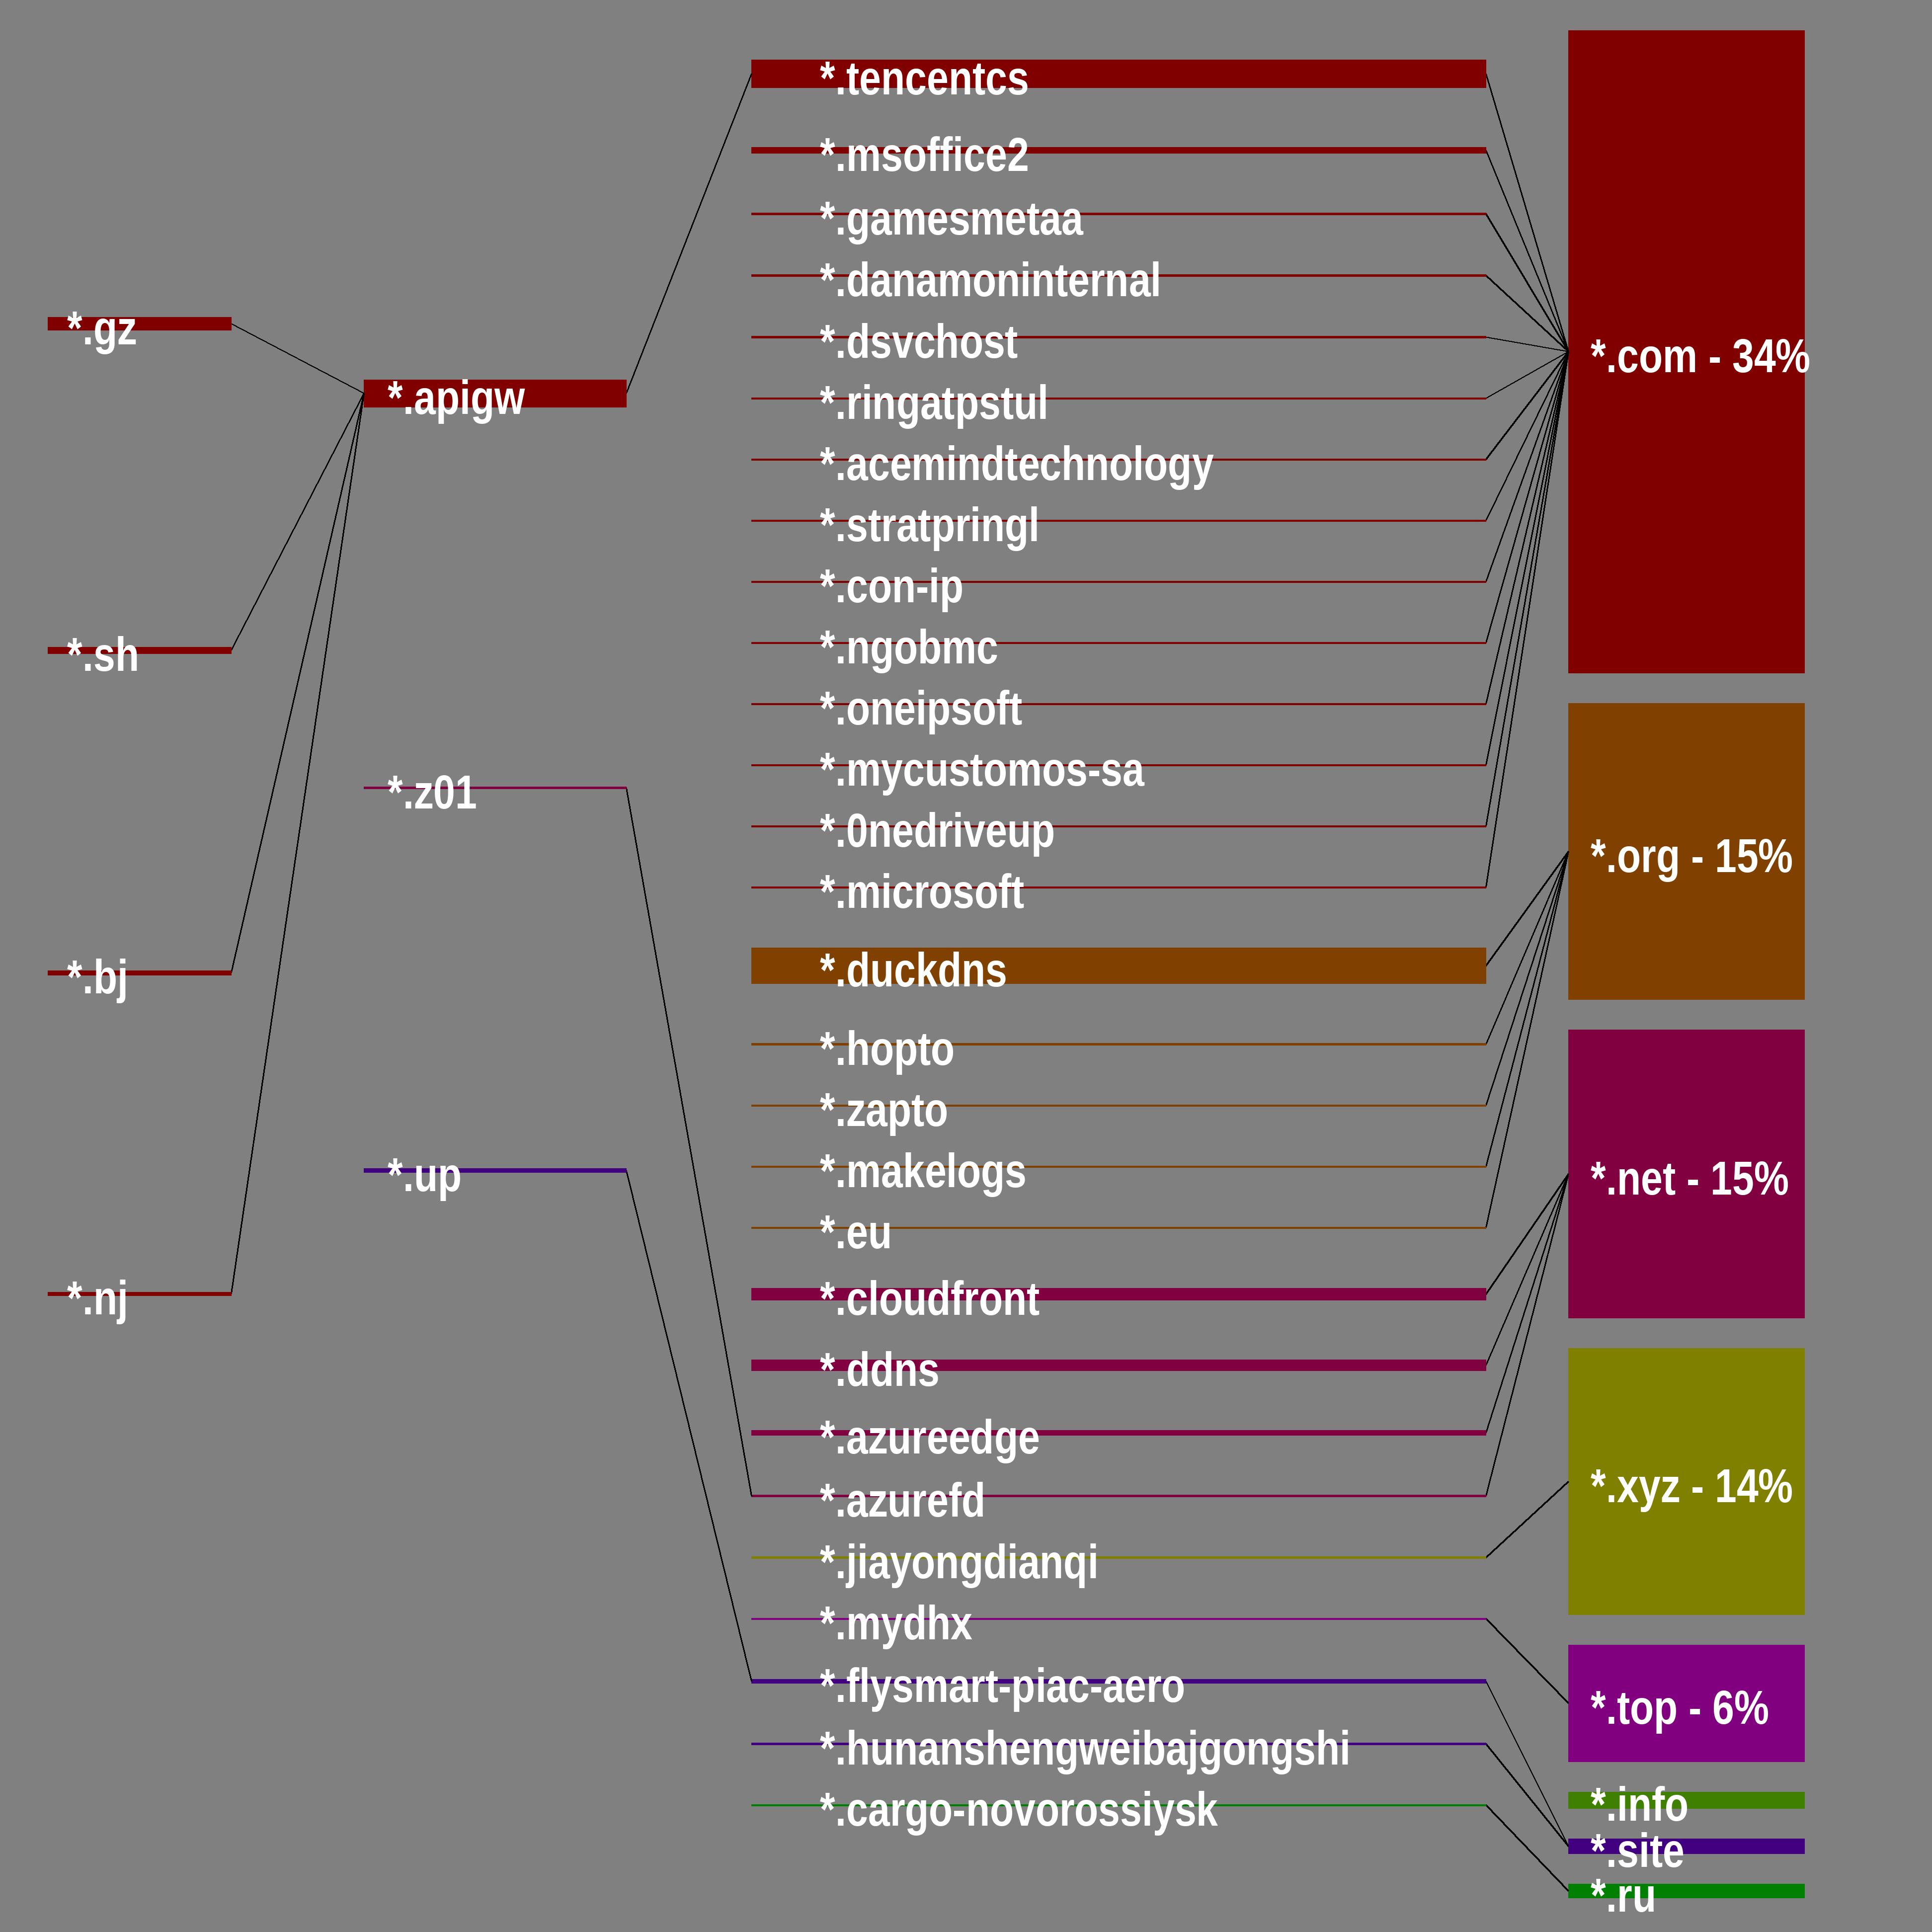 *.gz
*.sh
*.bj
*.nj
*.apigw
*.z01
*.up
*.tencentcs
*.msoffice2
*.gamesmetaa
*.danamoninternal
*.dsvchost
*.ringatpstul
*.acemindtechnology
*.stratpringl
*.con-ip
*.ngobmc
*.oneipsoft
*.mycustomos-sa
*.0nedriveup
*.microsoft
*.duckdns
*.hopto
*.zapto
*.makelogs
*.eu
*.cloudfront
*.ddns
*.azureedge
*.azurefd
*.jiayongdianqi
*.mydhx
*.flysmart-piac-aero
*.hunanshengweibajgongshi
*.cargo-novorossiysk
*.com - 34%
*.org - 15%
*.net - 15%
*.xyz - 14%
*.top - 6%
*.info
*.site
*.ru